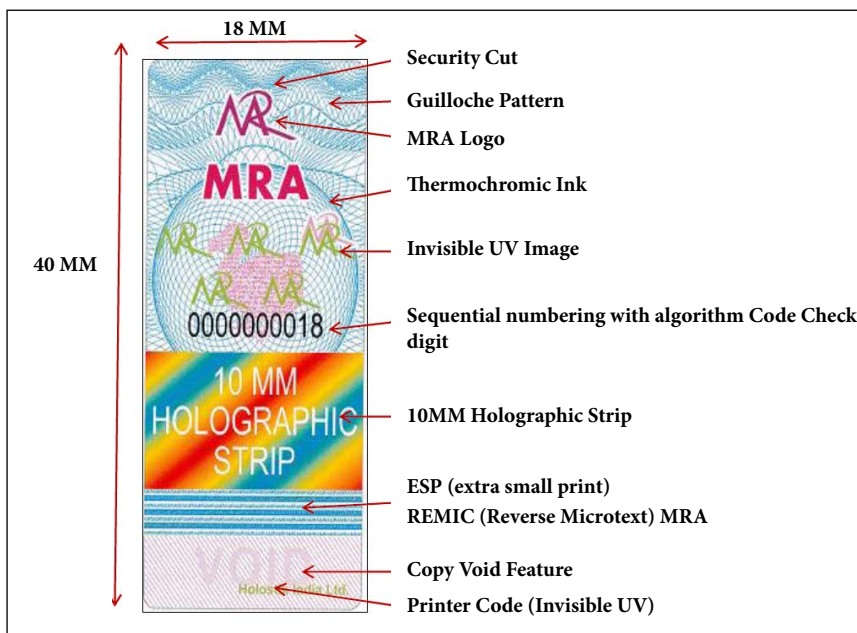 18 MM
Security Cut
Guilloche Pattern
MRA Logo
MRA
Thermochromic Ink
40 MM
Invisible UV Image
0000000018
Sequential numbering with algorithm Code Check
digit
10 MM
HOLOGRAPHIC
STRIP
10MM Holographic Strip
ESP (extra small print)
REMIC (Reverse Microtext) MRA
VOID
Copy Void Feature
India Ltd.
Printer Code (Invisible UV)